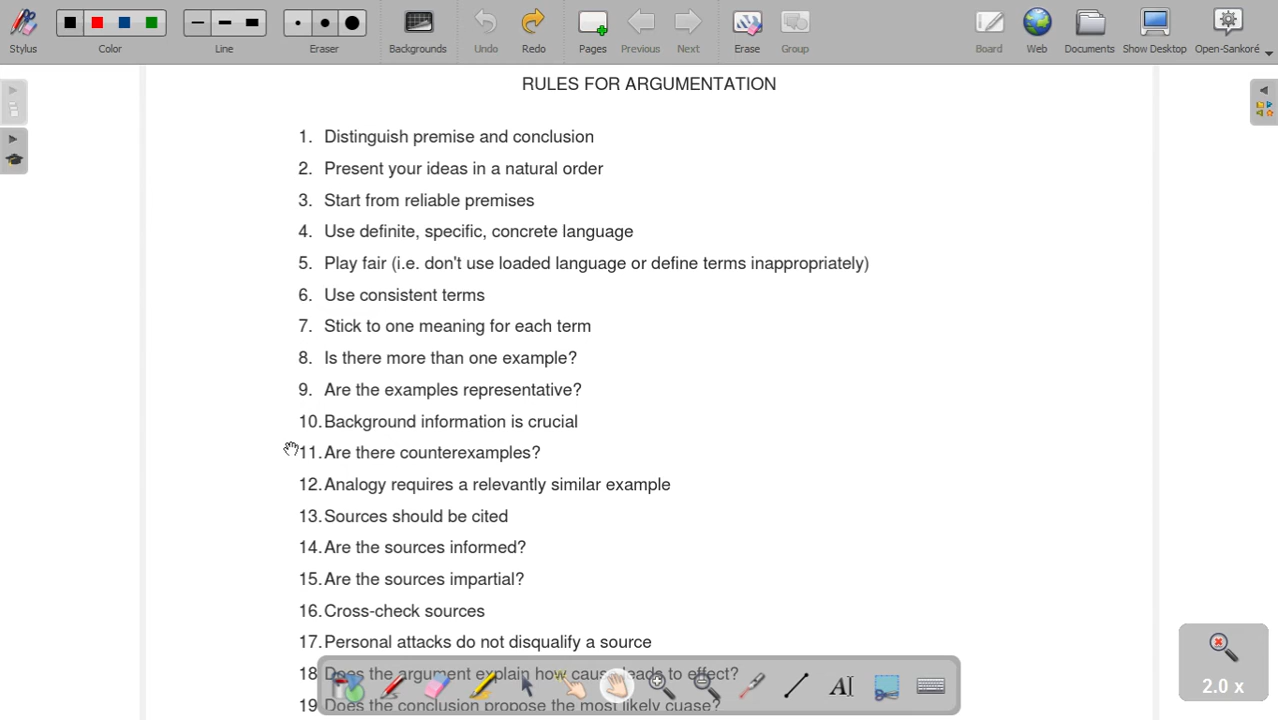 Stylus
Color
Line
Eraser
Backgrounds
Undo
Redo
Pages
Previous
Next
Erase
Group
Board
Web
Documents
Show Desktop
Open-Sankoré
RULES FOR ARGUMENTATION
1. Distinguish premise and conclusion
2. Present your ideas in a natural order
3. Start from reliable premises
4. Use definite, specific, concrete language
5. Play fair (i.e. don't use loaded language or define terms inappropriately)
6. Use consistent terms
7. Stick to one meaning for each term
8. Is there more than one example?
9. Are the examples representative?
10. Background information is crucial
11. Are there counterexamples?
12. Analogy requires a relevantly similar example
13. Sources should be cited
14. Are the sources informed?
15. Are the sources impartial?
16. Cross-check sources
17. Personal attacks do not disqualify a source
18 Does the argument explain how cause leads to effect?
19 Does the conclusion propose the most likely cuase?
2.0 x